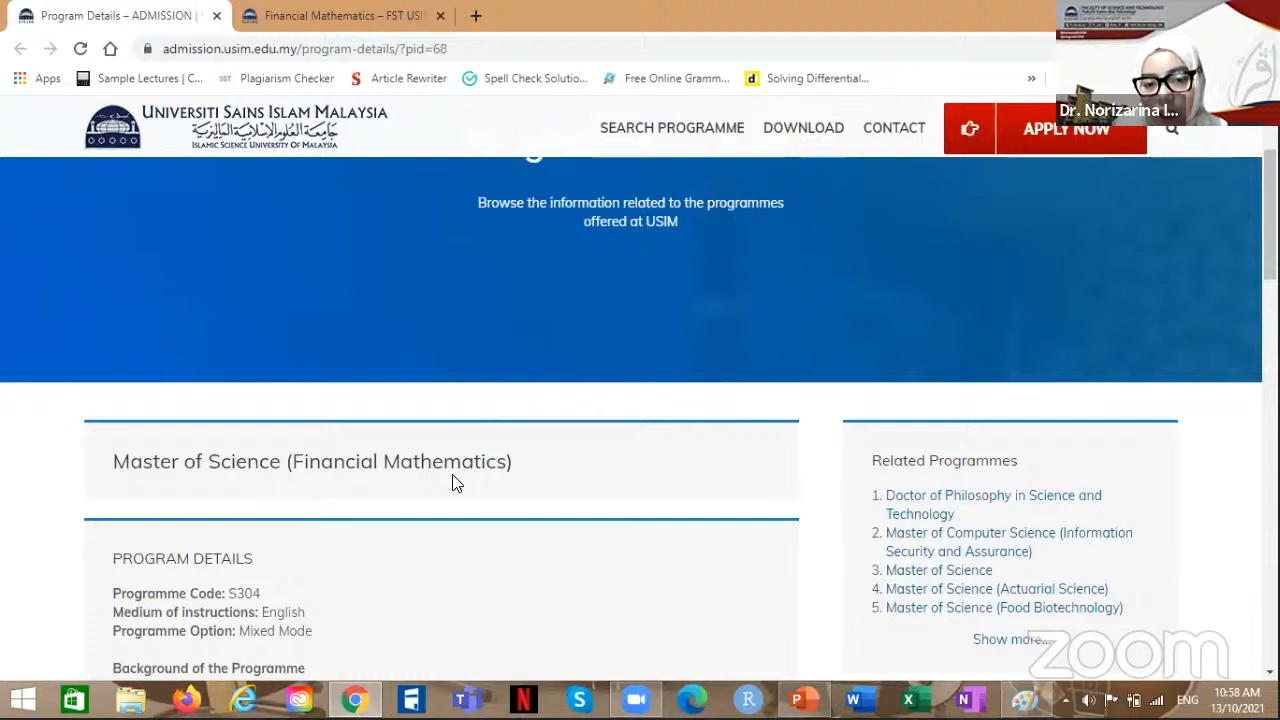 Program Details – ADMISSION
Financial Mathematics
admission.usim.edu.my/program-details/?pid=68
Apps
Sample Lectures | C...
SST
Plagiarism Checker
S
Article Rewriter
Spell Check Solutio...
Free Online Gramm...
d
Solving Differential...
»
Dr. Norizarina I...
UNIVERSITI SAINS ISLAM MALAYSIA
جامعة العلوم الإسلامية الماليزية
ISLAMIC SCIENCE UNIVERSITY OF MALAYSIA
SEARCH PROGRAMME
DOWNLOAD
CONTACT
APPLY NOW
Browse the information related to the programmes
offered at USIM
Master of Science (Financial Mathematics)
PROGRAM DETAILS
Programme Code: S304
Medium of instructions: English
Programme Option: Mixed Mode
Background of the Programme
Related Programmes
1. Doctor of Philosophy in Science and
Technology
2. Master of Computer Science (Information
Security and Assurance)
3. Master of Science
4. Master of Science (Actuarial Science)
5. Master of Science (Food Biotechnology)
Show more...
zoom
ENG
10:58 AM
13/10/2021